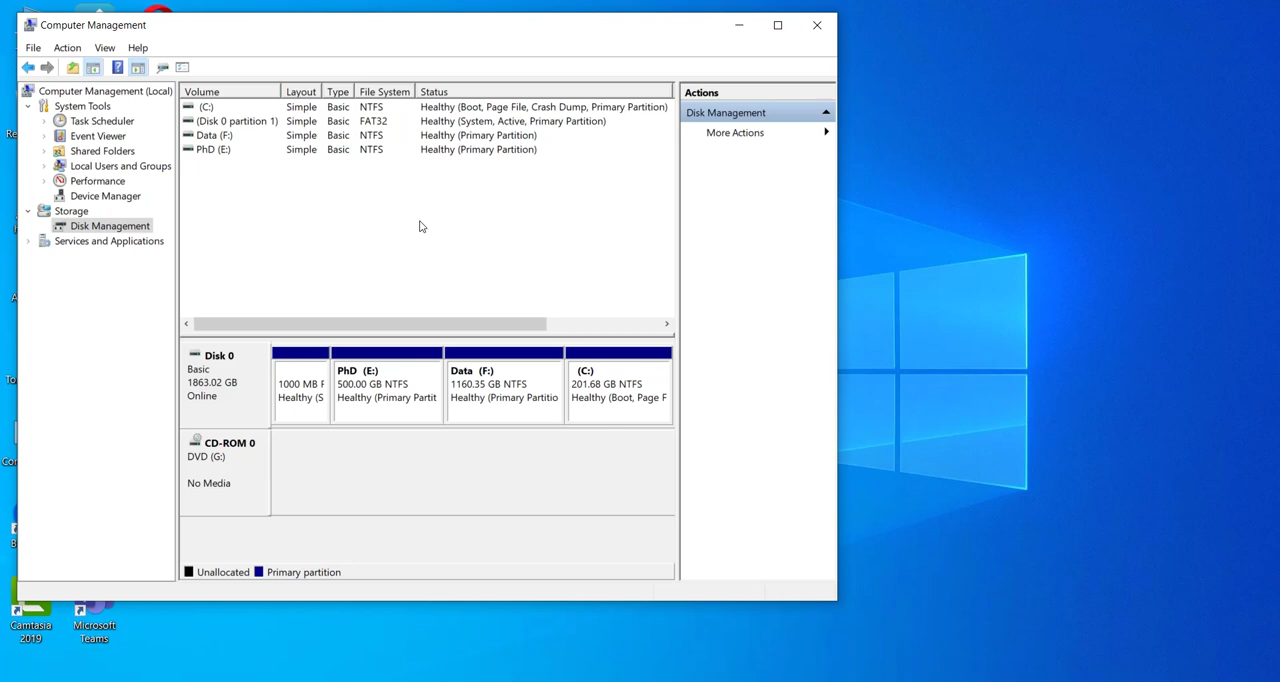 Computer Management
File Action View Help
Computer Management (Local)
System Tools
Task Scheduler
Event Viewer
Shared Folders
Local Users and Groups
Performance
Device Manager
Storage
Disk Management
Services and Applications
Volume Layout Type File System Status
(C:) Simple Basic NTFS Healthy (Boot, Page File, Crash Dump, Primary Partition)
(Disk 0 partition 1) Simple Basic FAT32 Healthy (System, Active, Primary Partition)
Data (F:) Simple Basic NTFS Healthy (Primary Partition)
PhD (E:) Simple Basic NTFS Healthy (Primary Partition)
Disk 0
Basic
1863.02 GB
Online
1000 MB F
Healthy (S
PhD (E:)
500.00 GB NTFS
Healthy (Primary Partit
Data (F:)
1160.35 GB NTFS
Healthy (Primary Partitio
(C:)
201.68 GB NTFS
Healthy (Boot, Page F
CD-ROM 0
DVD (G:)
No Media
Unallocated Primary partition
Actions
Disk Management
More Actions
Camtasia
2019
Microsoft
Teams